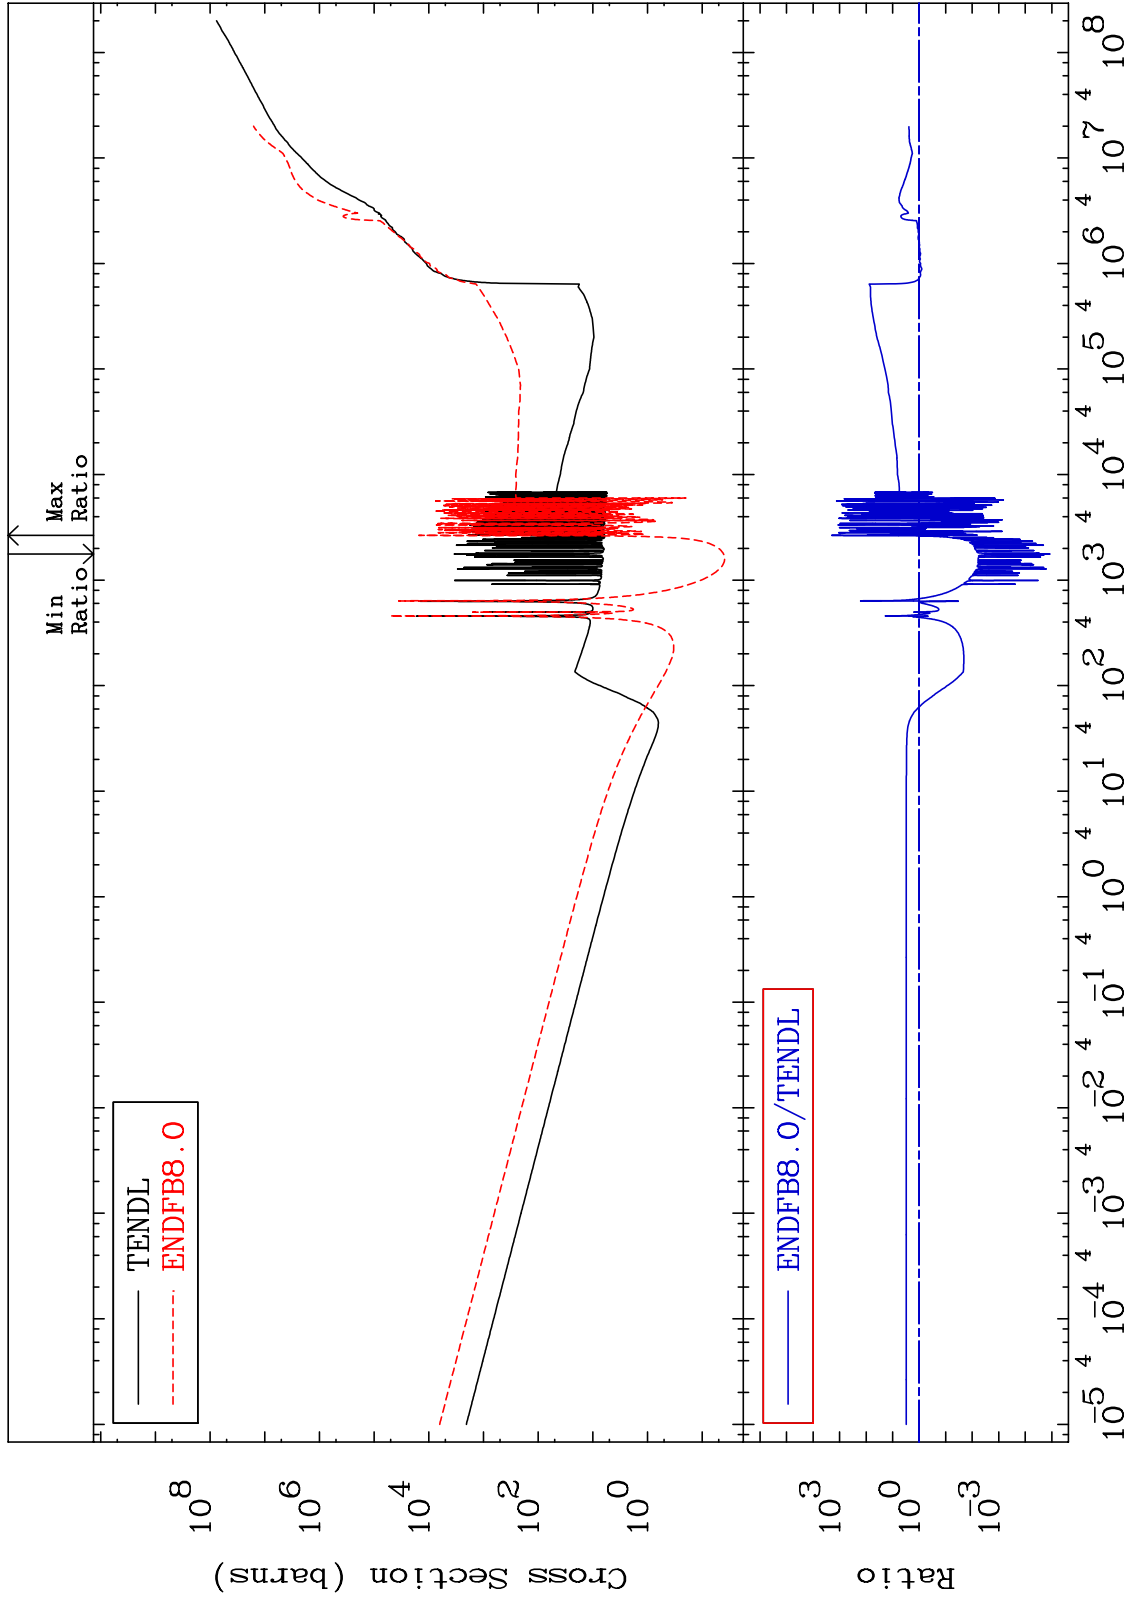 Min
Ratio
Max
Ratio
TENDL
ENDFB8.0
10^8
10^6
10^4
10^2
10^0
Cross Section (barns)
ENDFB8.0/TENDL
10^3
10^0
10^-3
Ratio
10^-5 4 10^-4 4 10^-3 4 10^-2 4 10^-1 4 10^0 4 10^1 4 10^2 4 10^3 4 10^4 4 10^5 4 10^6 4 10^7 4 10^8